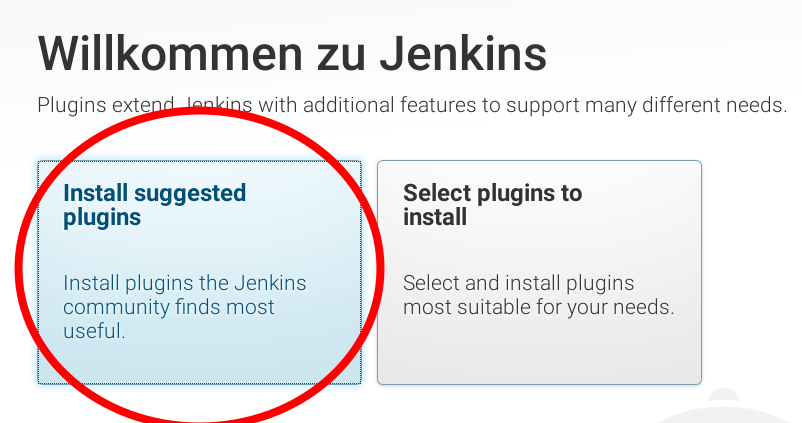 Willkommen zu Jenkins
Plugins extend Jenkins with additional features to support many different needs.
Install suggested
plugins
Install plugins the Jenkins
community finds most
useful.
Select plugins to
install
Select and install plugins
most suitable for your needs.